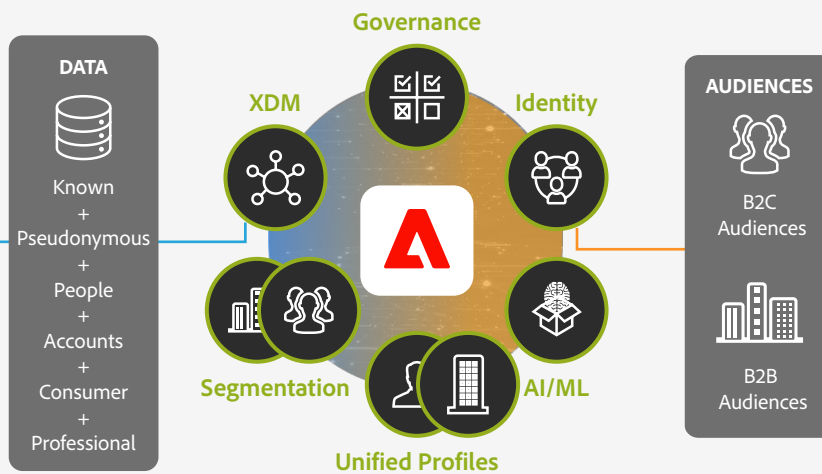 DATA
Known
+
Pseudonymous
+
People
+
Accounts
+
Consumer
+
Professional
Governance
XDM
Identity
Segmentation
AI/ML
Unified Profiles
AUDIENCES
B2C
Audiences
B2B
Audiences